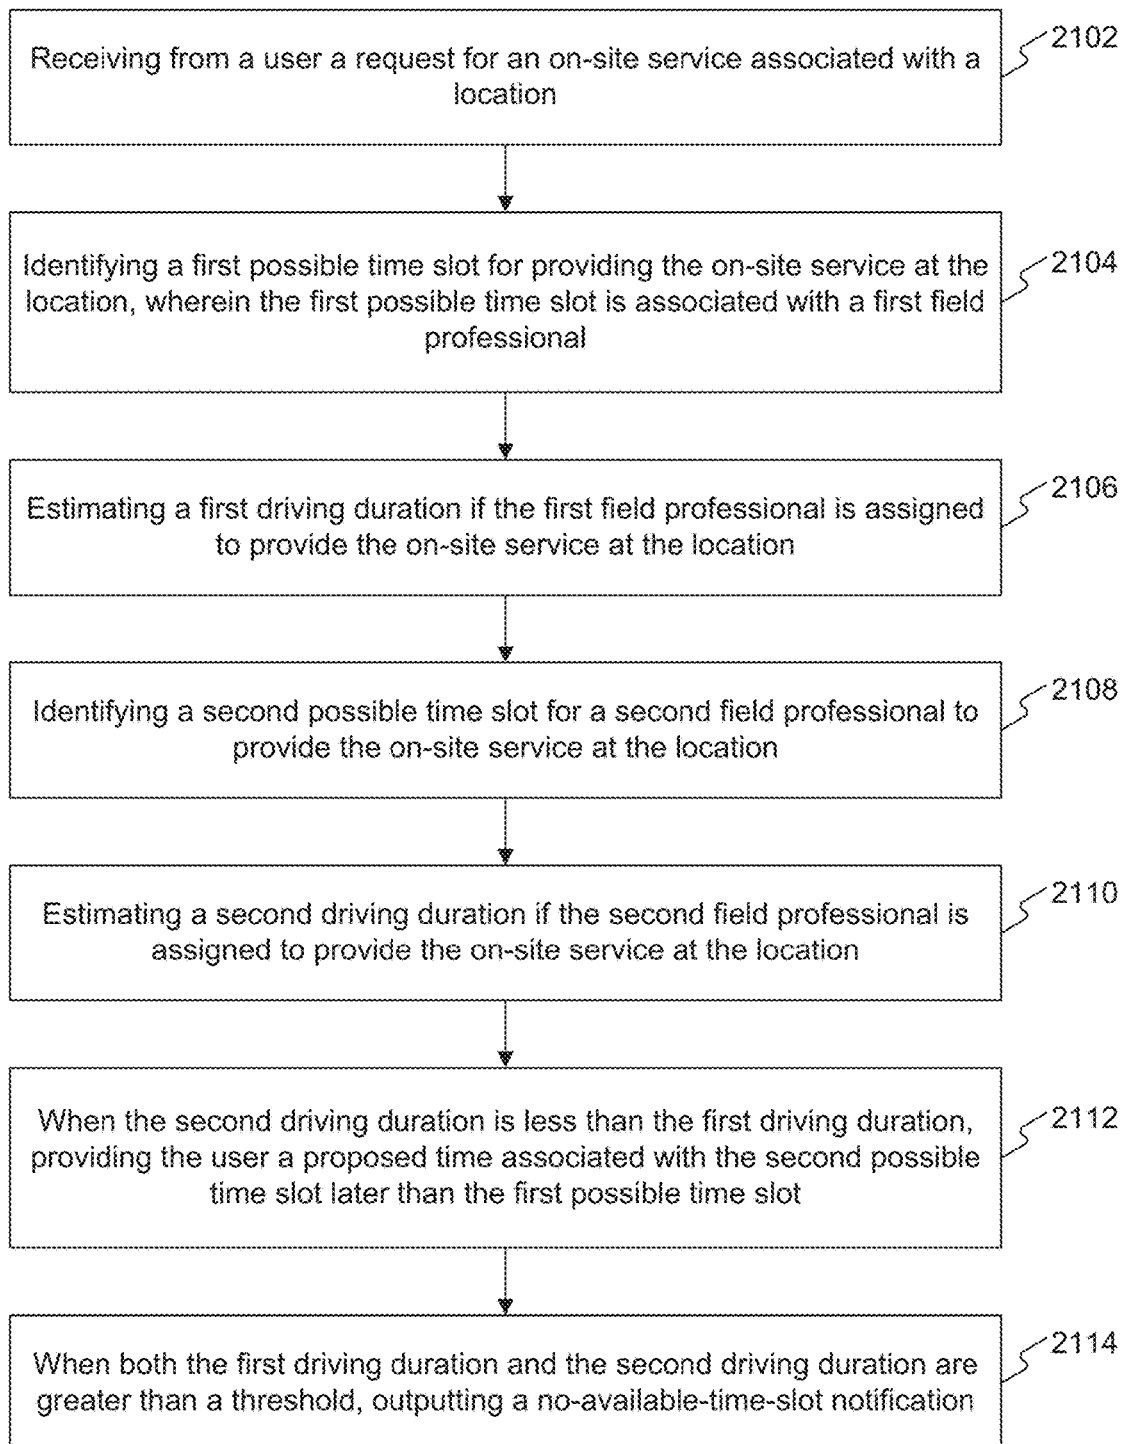 2102
Receiving from a user a request for an on-site service associated with a
location
2104
Identifying a first possible time slot for providing the on-site service at the
location, wherein the first possible time slot is associated with a first field
professional
2106
Estimating a first driving duration if the first field professional is assigned
to provide the on-site service at the location
2108
Identifying a second possible time slot for a second field professional to
provide the on-site service at the location
2110
Estimating a second driving duration if the second field professional is
assigned to provide the on-site service at the location
2112
When the second driving duration is less than the first driving duration,
providing the user a proposed time associated with the second possible
time slot later than the first possible time slot
2114
When both the first driving duration and the second driving duration are
greater than a threshold, outputting a no-available-time-slot notification